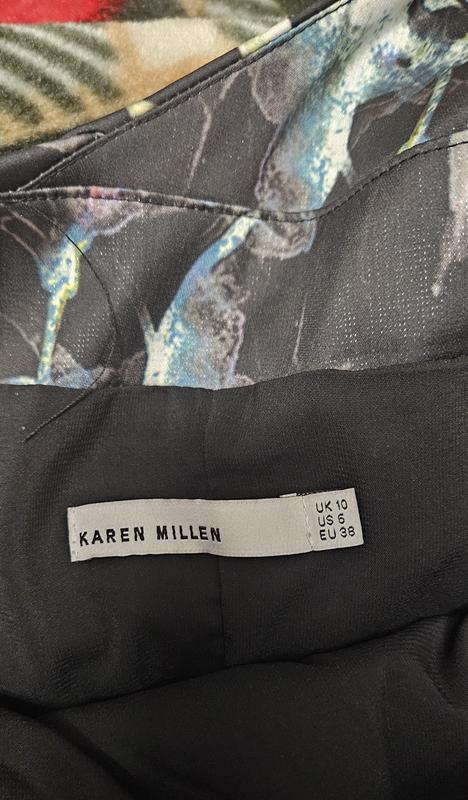 KAREN MILLEN
UK 10
US 6
EU 38